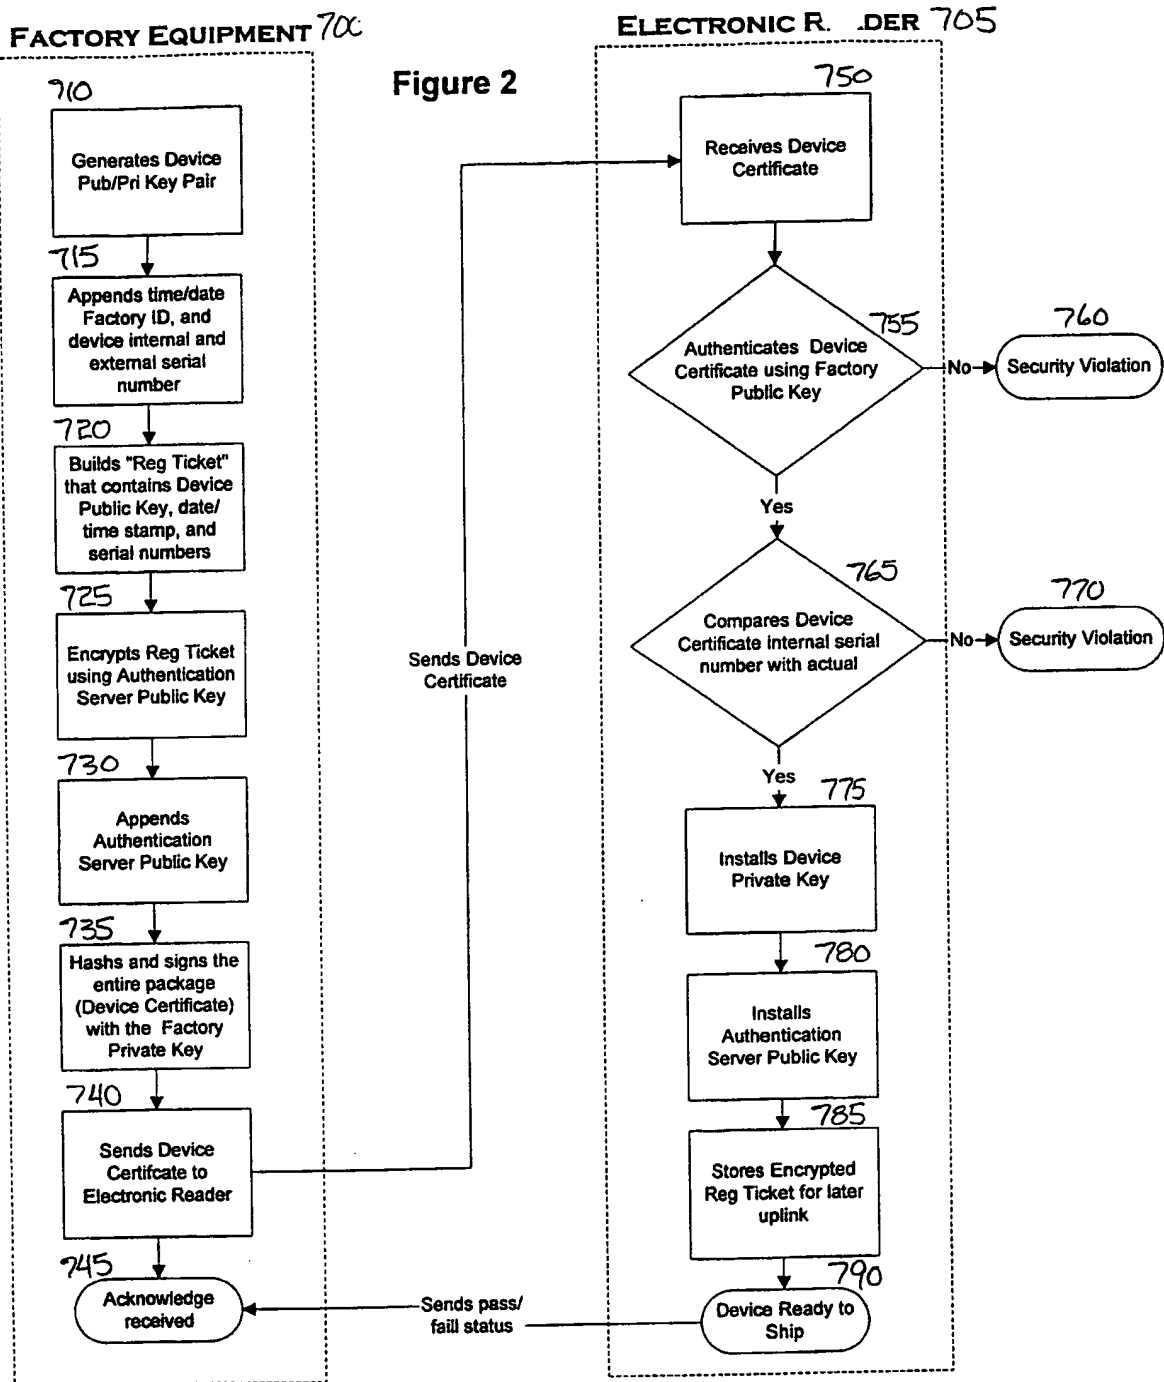 FACTORY EQUIPMENT 700
ELECTRONIC R. .DER 705
Figure 2
710
Generates Device
Pub/Pri Key Pair
715
Appends time/date
Factory ID, and
device internal and
external serial
number
720
Builds "Reg Ticket"
that contains Device
Public Key, date/
time stamp, and
serial numbers
725
Encrypts Reg Ticket
using Authentication
Server Public Key
730
Appends
Authentication
Server Public Key
735
Hashs and signs the
entire package
(Device Certificate)
with the Factory
Private Key
740
Sends Device
Certifcate to
Electronic Reader
745
Acknowledge
received
Sends Device
Certificate
Sends pass/
faill status
750
Receives Device
Certificate
755
Authenticates Device
Certificate using Factory
Public Key
No
760
Security Violation
Yes
765
Compares Device
Certificate internal serial
number with actual
No
770
Security Violation
Yes
775
Installs Device
Private Key
780
Installs
Authentication
Server Public Key
785
Stores Encrypted
Reg Ticket for later
uplink
790
Device Ready to
Ship